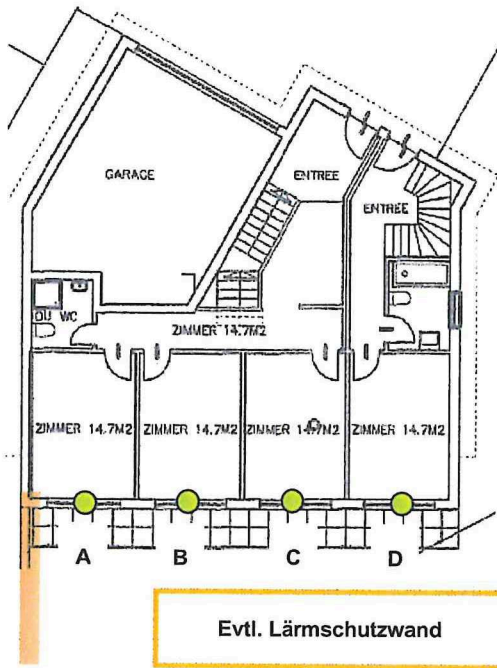 GARAGE
ENTREE
ENTREE
DU WC
ZIMMER 14.7M2
ZIMMER 14.7M2
ZIMMER 14.7M2
ZIMMER 14.7M2
ZIMMER 14.7M2
A
B
C
D
Evtl. Lärmschutzwand